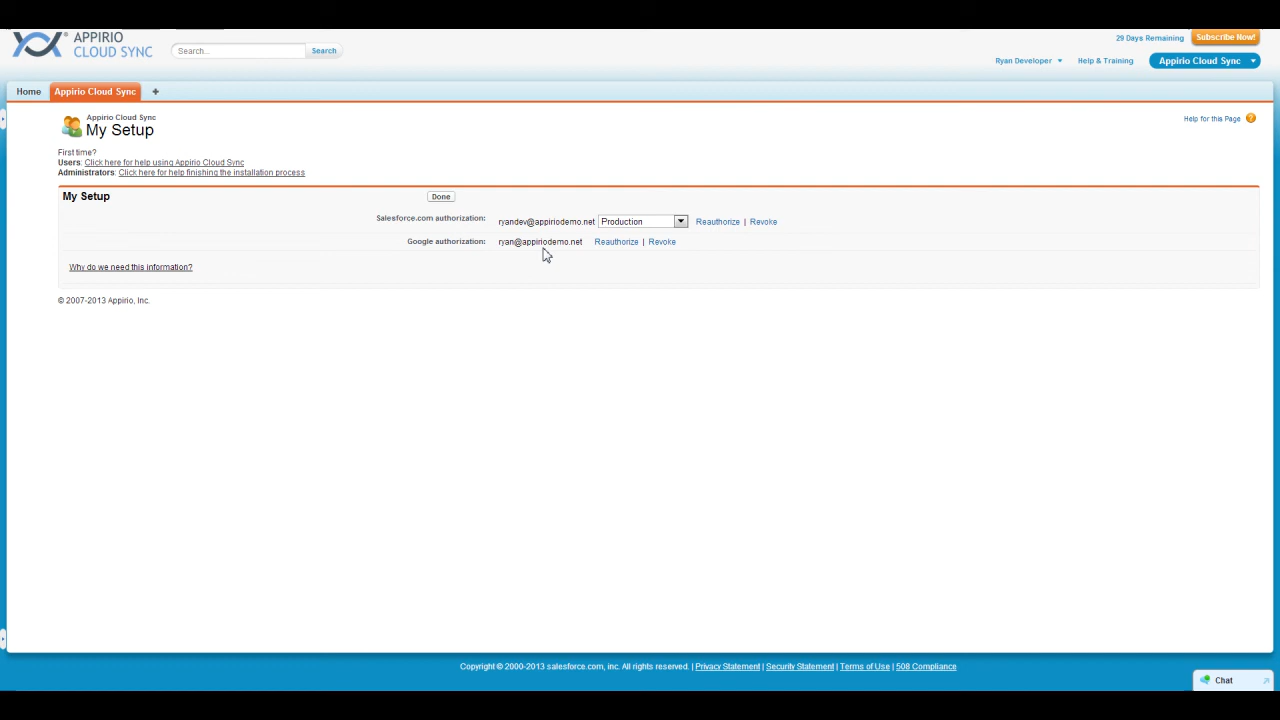 APPIRIO
CLOUD SYNC
Search...
Search
29 Days Remaining
Subscribe Now!
Ryan Developer
Help & Training
Appirio Cloud Sync
Home
Appirio Cloud Sync
+
Appirio Cloud Sync
My Setup
Help for this Page
?
First time?
Users: Click here for help using Appirio Cloud Sync
Administrators: Click here for help finishing the installation process
My Setup
Done
Salesforce.com authorization: ryandev@appiriodemo.net Production Reauthorize | Revoke
Google authorization: ryan@appiriodemo.net Reauthorize | Revoke
Why do we need this information?
© 2007-2013 Appirio, Inc.
Copyright © 2000-2013 salesforce.com, inc. All rights reserved. | Privacy Statement | Security Statement | Terms of Use | 508 Compliance
Chat